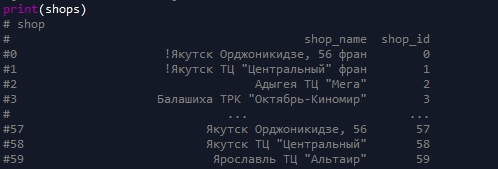 print(shops)
# shop
# shop_name shop_id
#0 !Якутск Орджоникидзе, 56 фран 0
#1 !Якутск ТЦ "Центральный" фран 1
#2 Адыгея ТЦ "Мега" 2
#3 Балашиха ТРК "Октябрь-Киномир" 3
# ... ...
#57 Якутск Орджоникидзе, 56 57
#58 Якутск ТЦ "Центральный" 58
#59 Ярославль ТЦ "Альтаир" 59